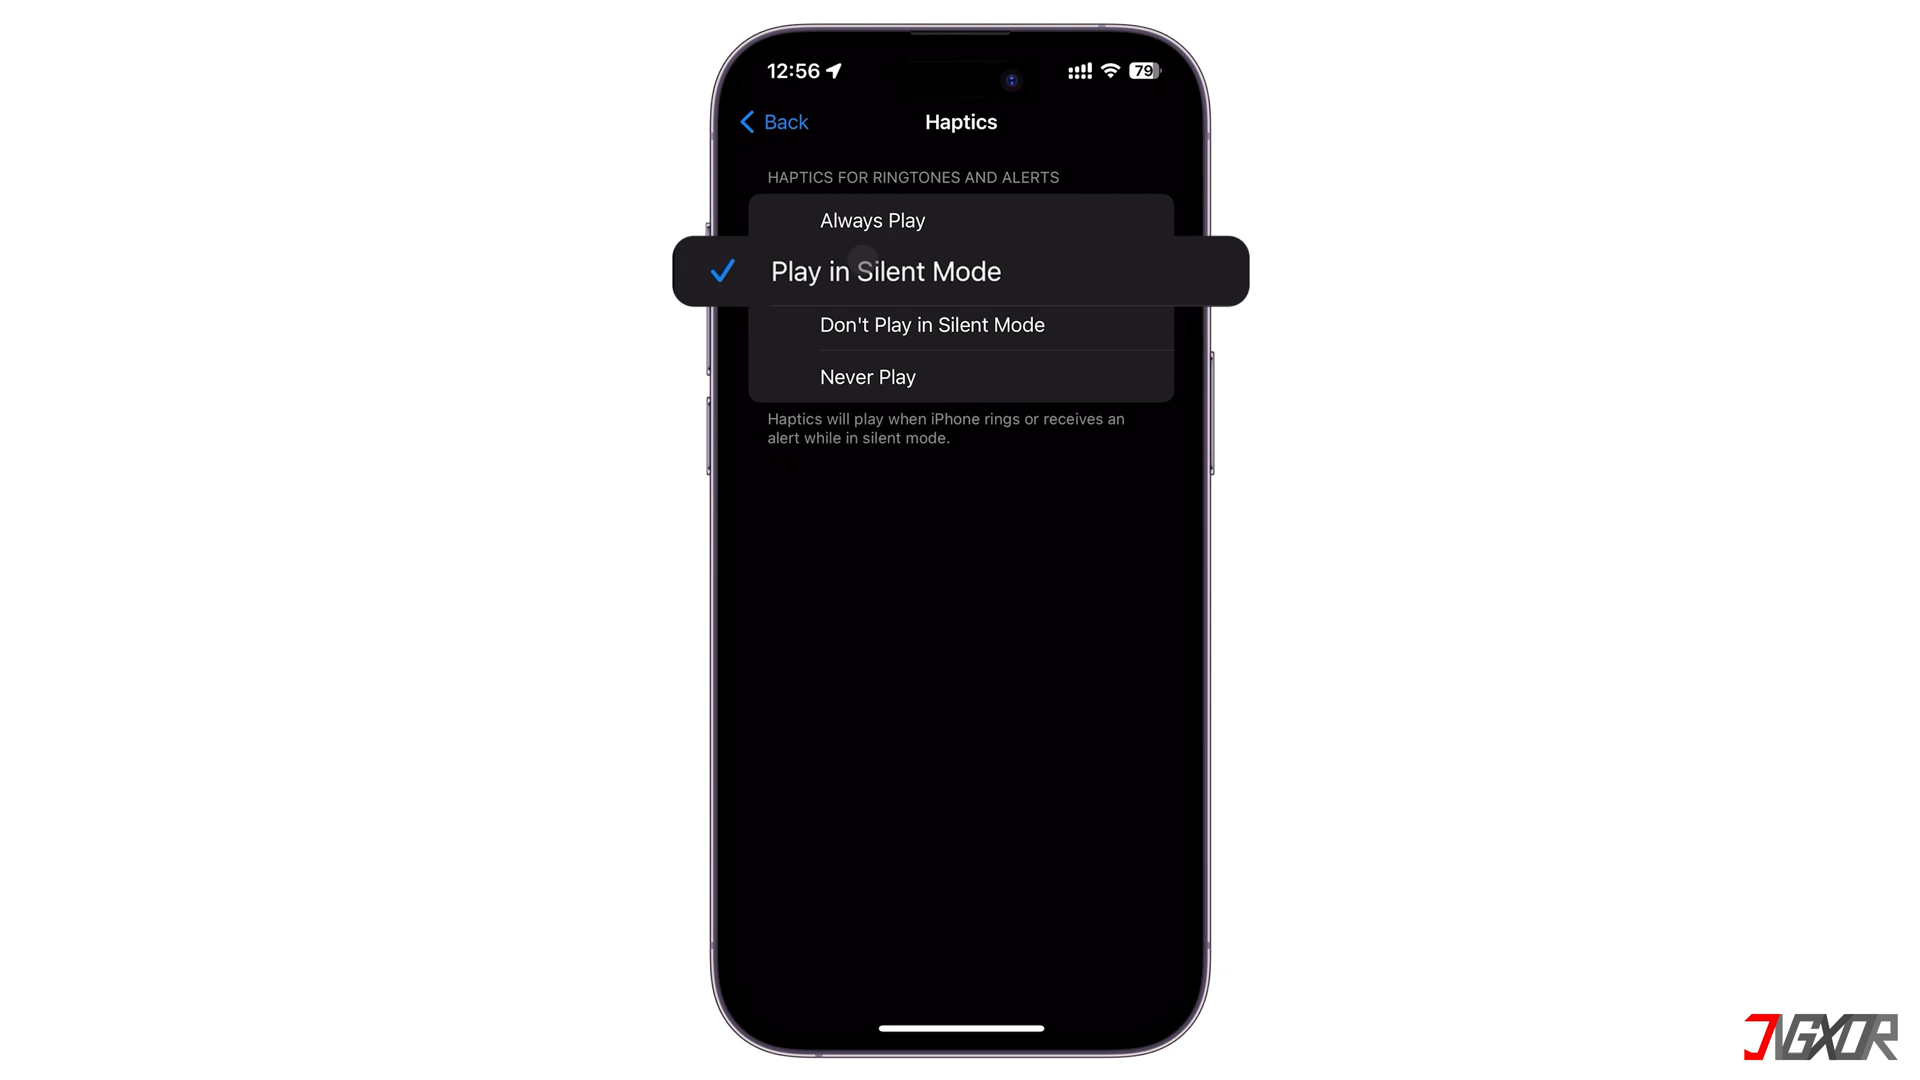 12:56
79
Back
Haptics
HAPTICS FOR RINGTONES AND ALERTS
Always Play
Play in Silent Mode
Don't Play in Silent Mode
Never Play
Haptics will play when iPhone rings or receives an
alert while in silent mode.
JVGXOR